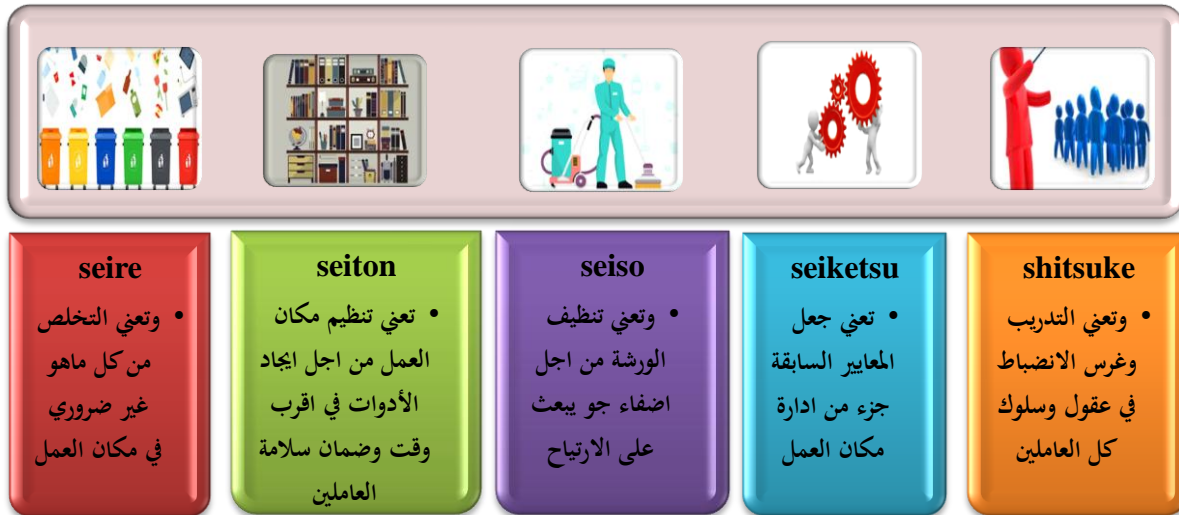 seire
• وتعني التخلص
من كل ماهو
غير ضروري
في مكان العمل
seiton
• تعني تنظيم مكان
العمل من اجل ايجاد
الأدوات في اقرب
وقت وضمان سلامة
العاملين
seiso
• وتعني تنظيف
الورشة من اجل
اضفاء جو يبعث
على الارتياح
seiketsu
• تعني جعل
المعايير السابقة
جزء من ادارة
مكان العمل
shitsuke
• وتعني التدريب
وغرس الانضباط
في عقول وسلوك
كل العاملين